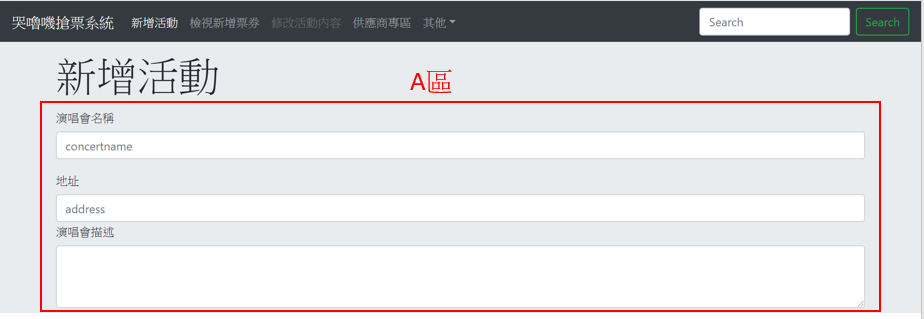 哭嚕嘰搶票系統 新增活動 檢視新增票券 修改活動內容 供應商專區 其他 Search Search
新增活動
A區
演唱會名稱
concertname
地址
address
演唱會描述